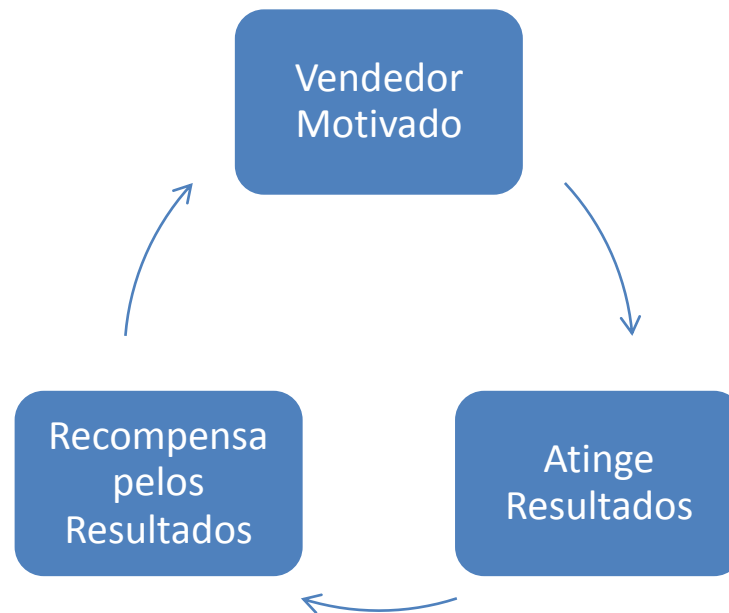 Vendedor
Motivado
Atinge
Resultados
Recompensa
pelos
Resultados